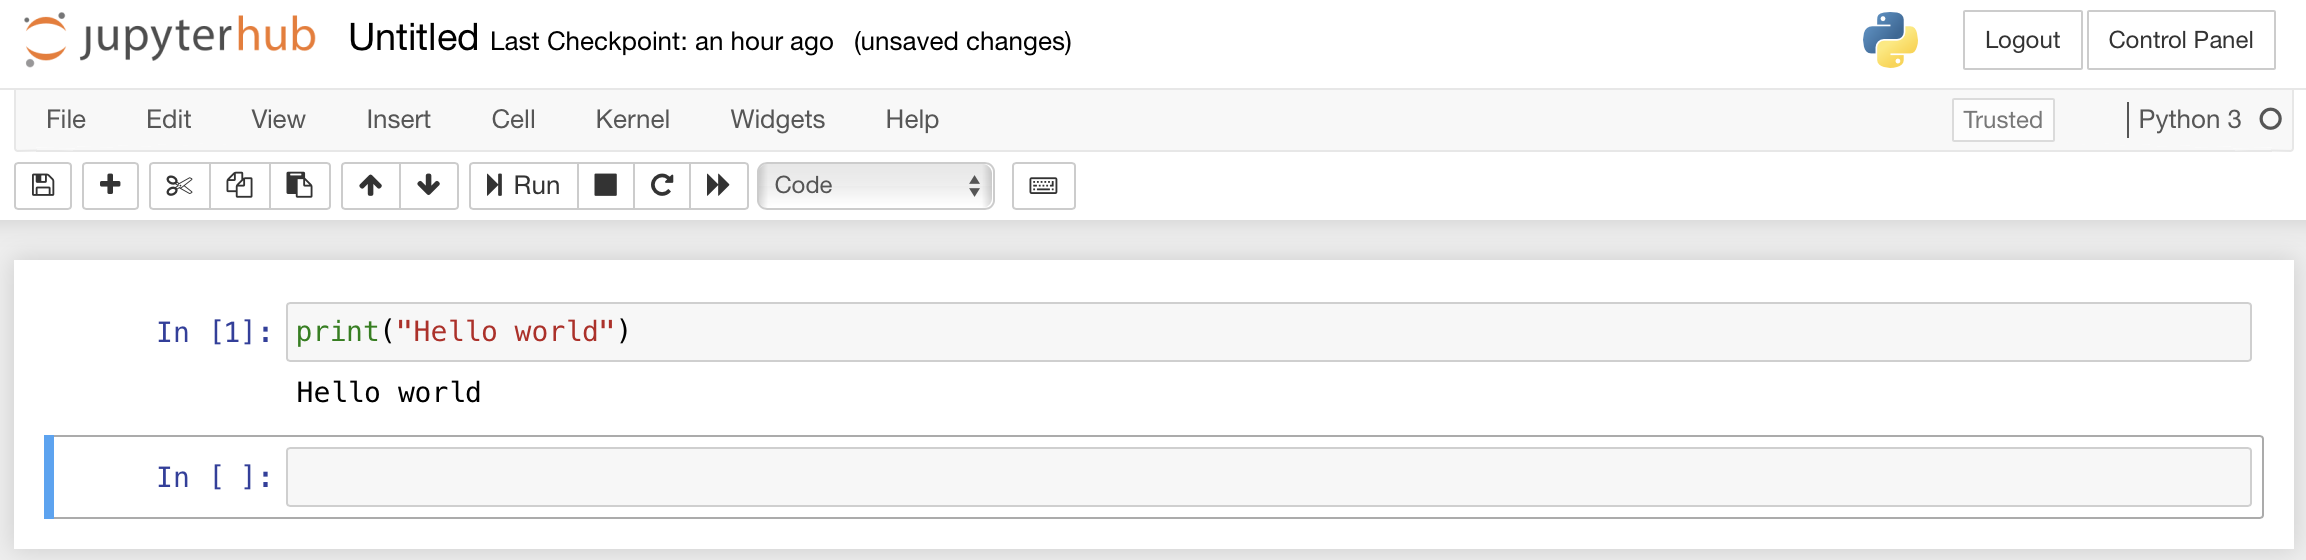 jupyterhub Untitled Last Checkpoint: an hour ago (unsaved changes) Logout Control Panel
File Edit View Insert Cell Kernel Widgets Help Trusted Python 3
Run Code
In [1]: print("Hello world")
Hello world
In [ ]: